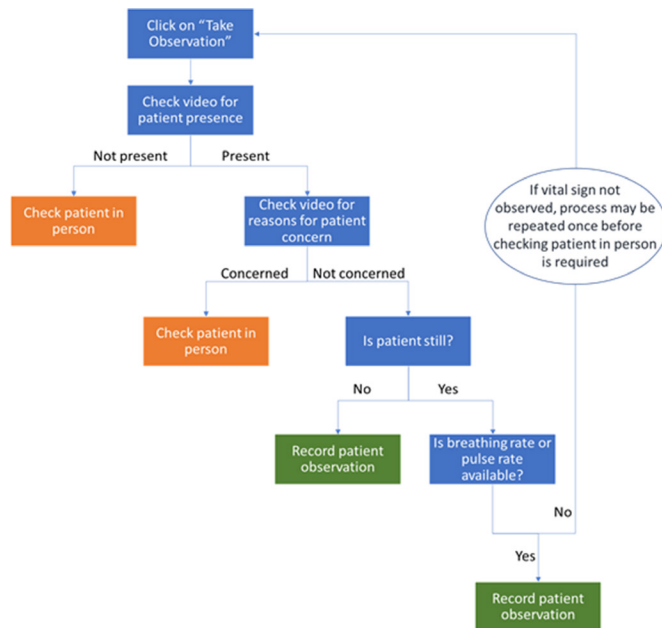 Click on “Take
Observation”
Check video for
patient presence
Not present
Present
Check patient in
person
Check video for
reasons for patient
concern
If vital sign not
observed, process may be
repeated once before
checking patient in person
is required
Concerned
Not concerned
Check patient in
person
Is patient still?
No
Yes
Record patient
observation
Is breathing rate or
pulse rate
available?
No
Yes
Record patient
observation